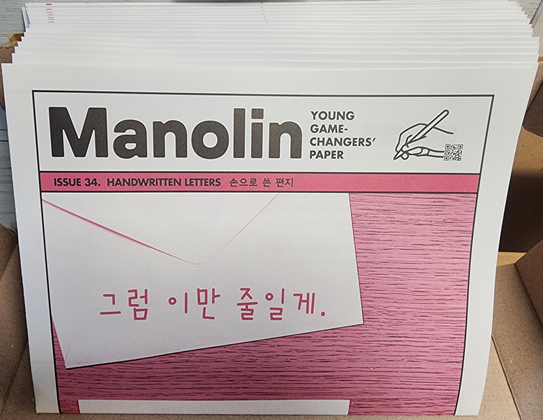 Manolin
YOUNG
GAME-
CHANGERS'
PAPER
ISSUE 34. HANDWRITTEN LETTERS 손으로 쓴 편지
그럼 이만 줄일게.